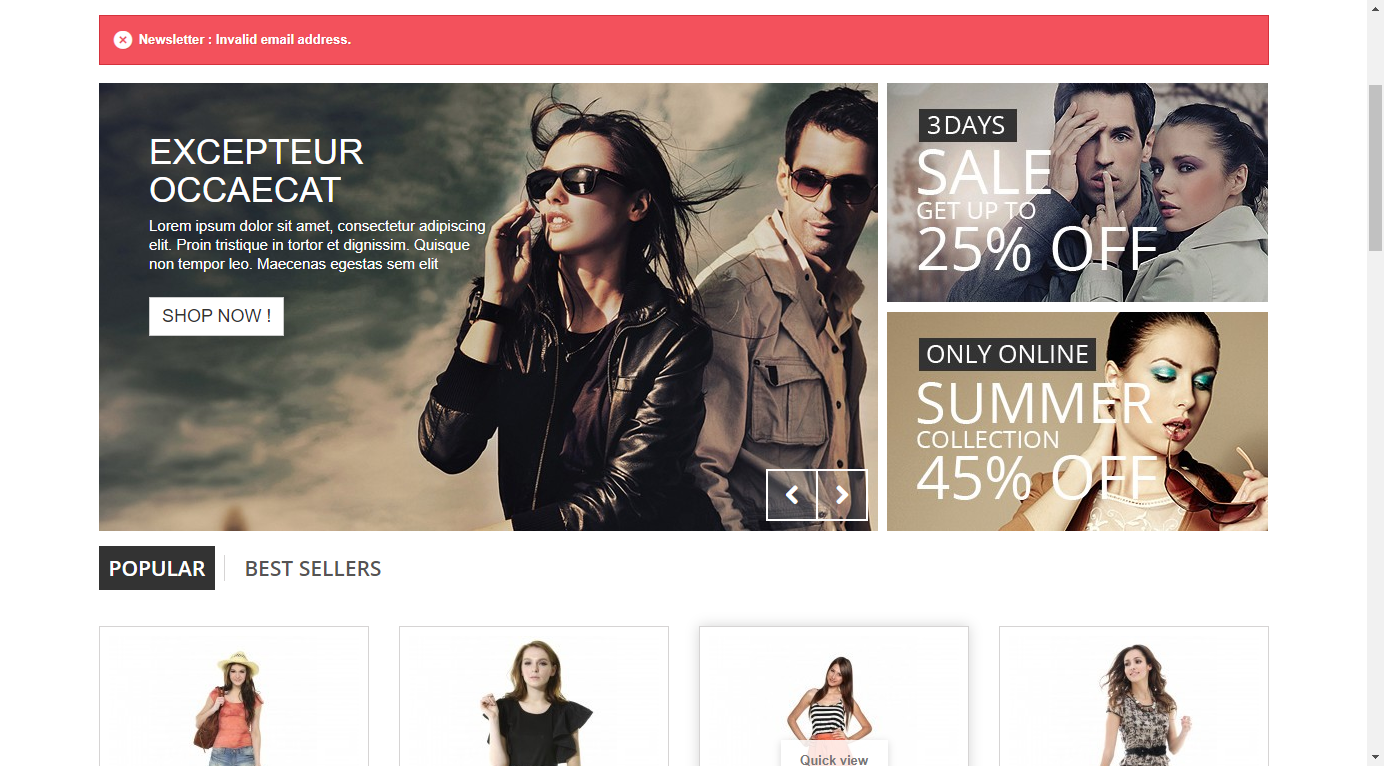 Newsletter : Invalid email address.
EXCEPTEUR
OCCAECAT
Lorem ipsum dolor sit amet, consectetur adipiscing
elit. Proin tristique in tortor et dignissim. Quisque
non tempor leo. Maecenas egestas sem elit
SHOP NOW !
3DAYS
SALE
GET UP TO
25% OFF
ONLY ONLINE
SUMMER
COLLECTION
45% OFF
POPULAR
BEST SELLERS
Quick view